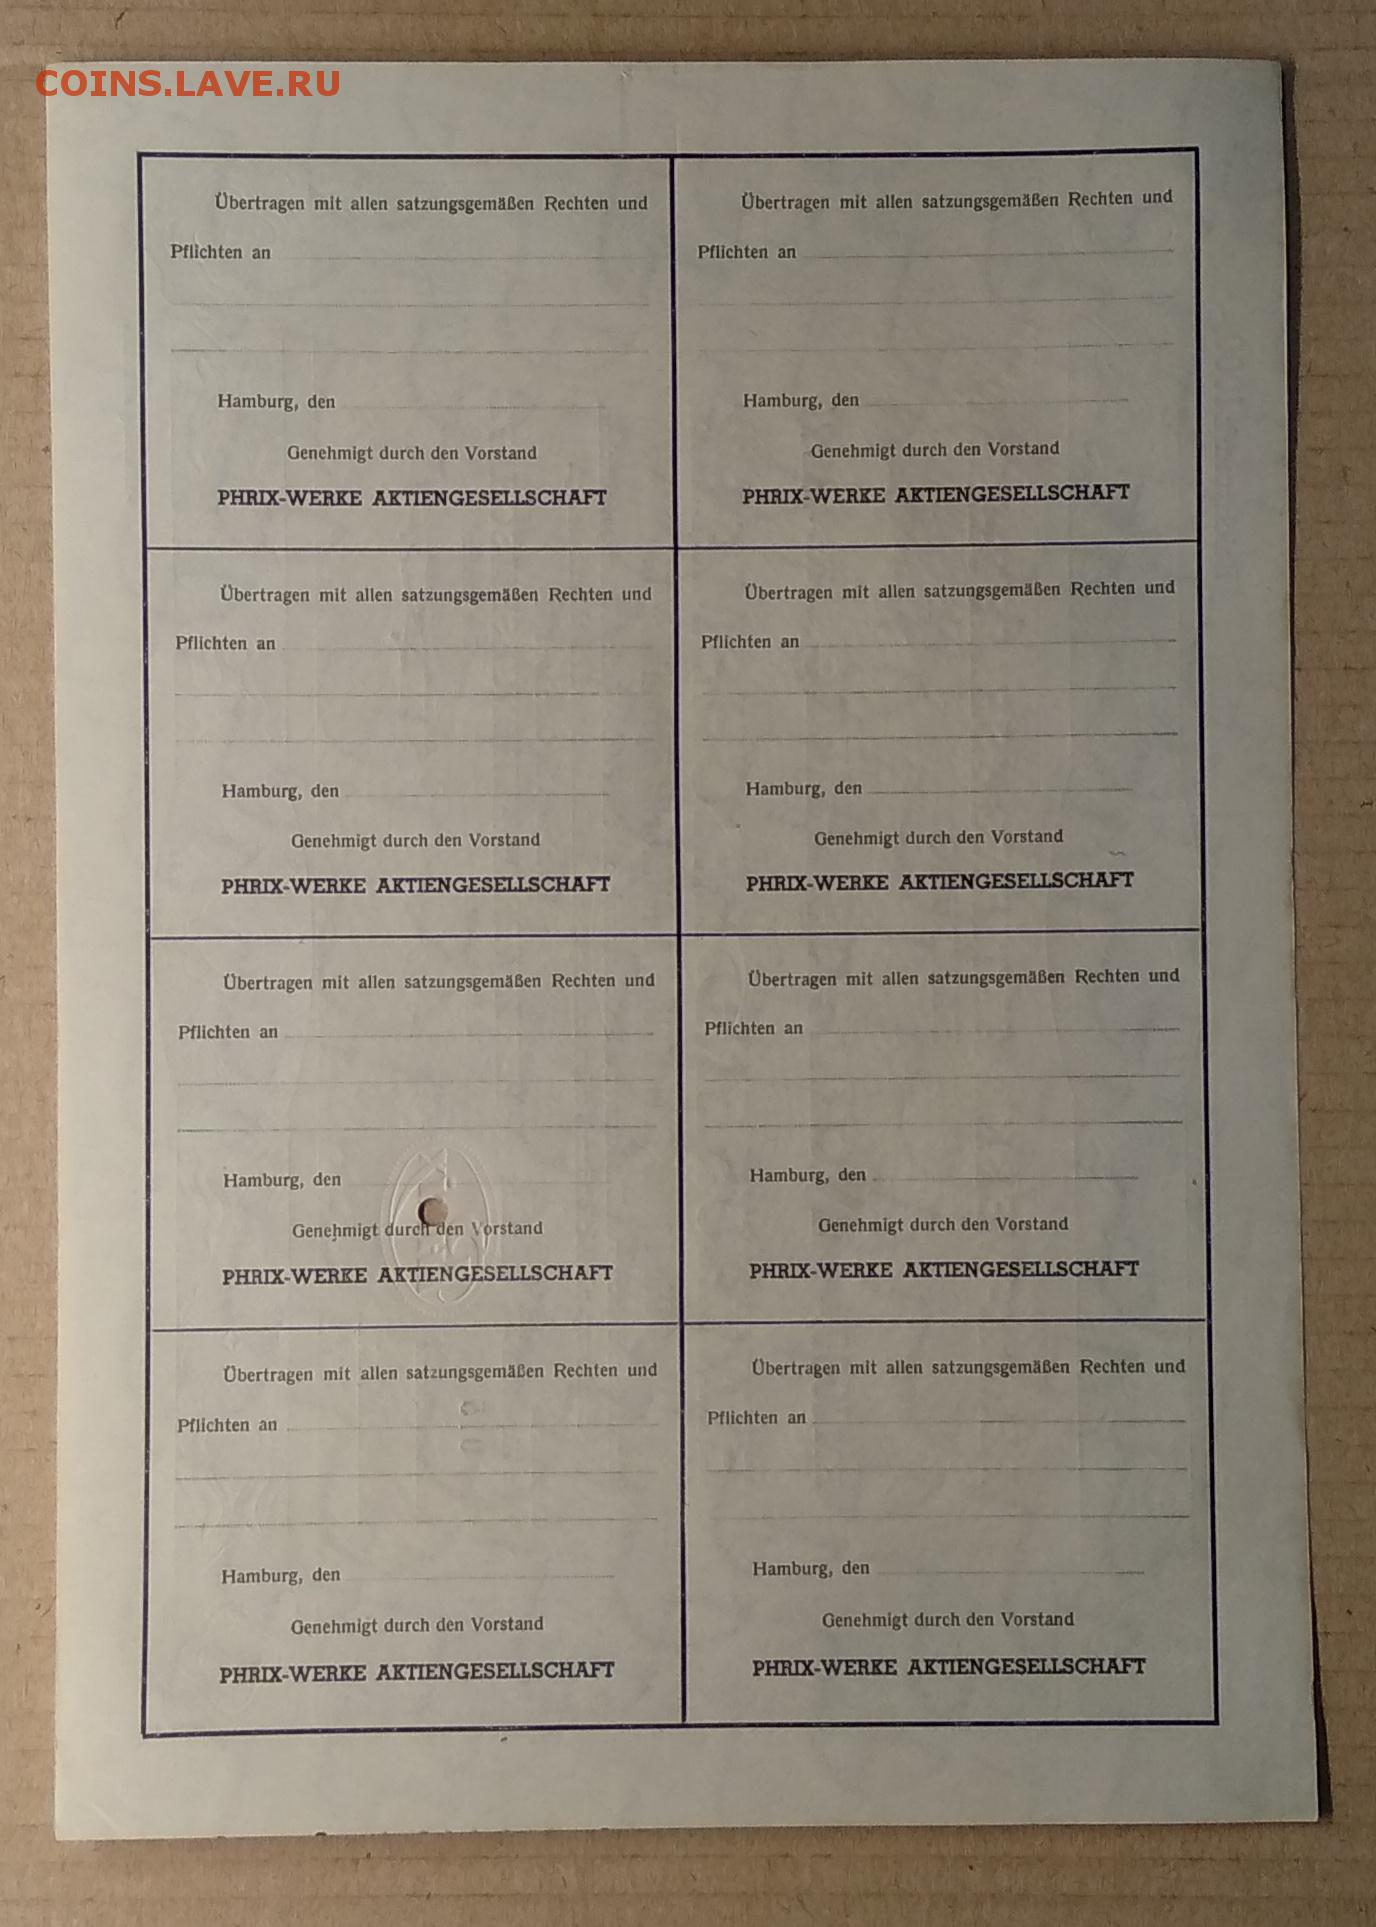 COINS.LAVE.RU
Übertragen mit allen satzungsgemäßen Rechten und
Pflichten an
Hamburg, den
Genehmigt durch den Vorstand
PHRIX-WERKE AKTIENGESELLSCHAFT
Übertragen mit allen satzungsgemäßen Rechten und
Pflichten an
Hamburg, den
Genehmigt durch den Vorstand
PHRIX-WERKE AKTIENGESELLSCHAFT
Übertragen mit allen satzungsgemäßen Rechten und
Pflichten an
Hamburg, den
Genehmigt durch den Vorstand
PHRIX-WERKE AKTIENGESELLSCHAFT
Übertragen mit allen satzungsgemäßen Rechten und
Pflichten an
Hamburg, den
Genehmigt durch den Vorstand
PHRIX-WERKE AKTIENGESELLSCHAFT
Übertragen mit allen satzungsgemäßen Rechten und
Pflichten an
Hamburg, den
Genehmigt durch den Vorstand
PHRIX-WERKE AKTIENGESELLSCHAFT
Übertragen mit allen satzungsgemäßen Rechten und
Pflichten an
Hamburg, den
Genehmigt durch den Vorstand
PHRIX-WERKE AKTIENGESELLSCHAFT
Übertragen mit allen satzungsgemäßen Rechten und
Pflichten an
Hamburg, den
Genehmigt durch den Vorstand
PHRIX-WERKE AKTIENGESELLSCHAFT
Übertragen mit allen satzungsgemäßen Rechten und
Pflichten an
Hamburg, den
Genehmigt durch den Vorstand
PHRIX-WERKE AKTIENGESELLSCHAFT